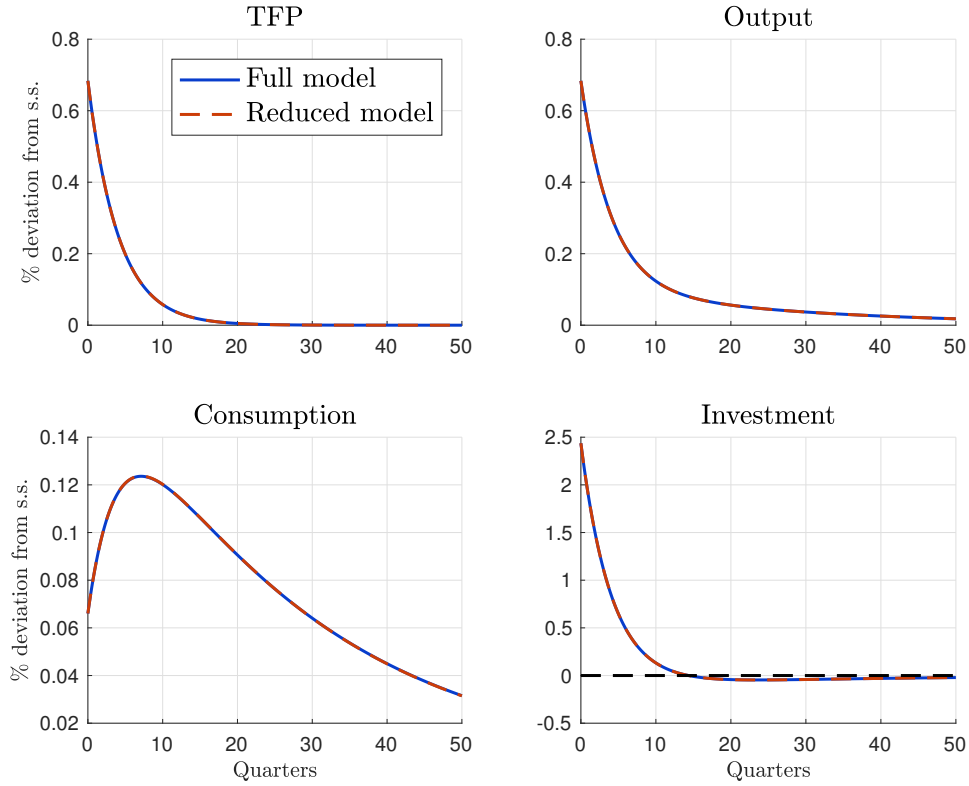 TFP
% deviation from s.s.
0.8
0.6
0.4
0.2
0
0 10 20 30 40 50
Full model
Reduced model
Output
0.8
0.6
0.4
0.2
0
0 10 20 30 40 50
Consumption
% deviation from s.s.
0.14
0.12
0.1
0.08
0.06
0.04
0.02
0 10 20 30 40 50
Quarters
Investment
2.5
2
1.5
1
0.5
0
-0.5
0 10 20 30 40 50
Quarters